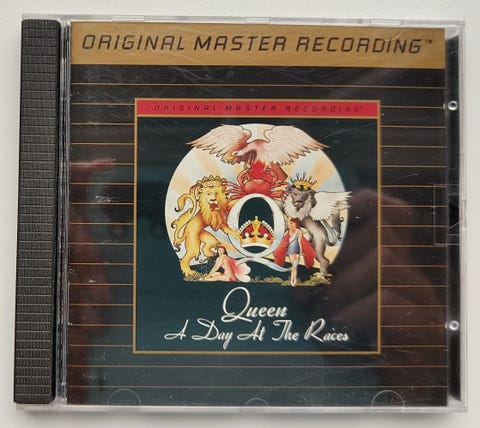 ORIGINAL MASTER RECORDING™
ORIGINAL MASTER RECORDING™
Queen
A Day At The Races